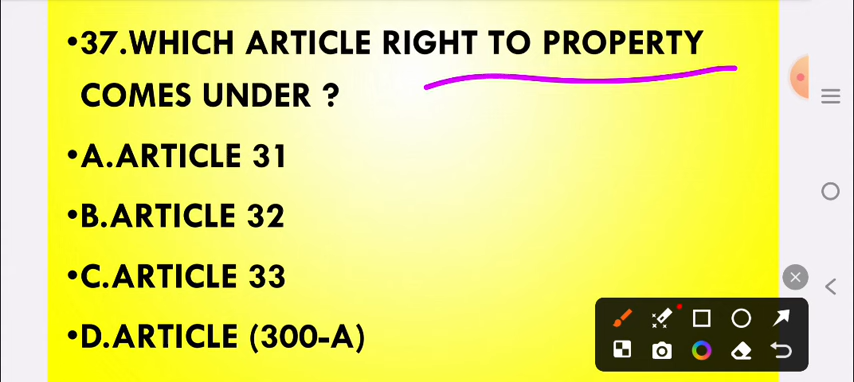 •37.WHICH ARTICLE RIGHT TO PROPERTY
COMES UNDER ?
•A.ARTICLE 31
•B.ARTICLE 32
•C.ARTICLE 33
•D.ARTICLE (300-A)